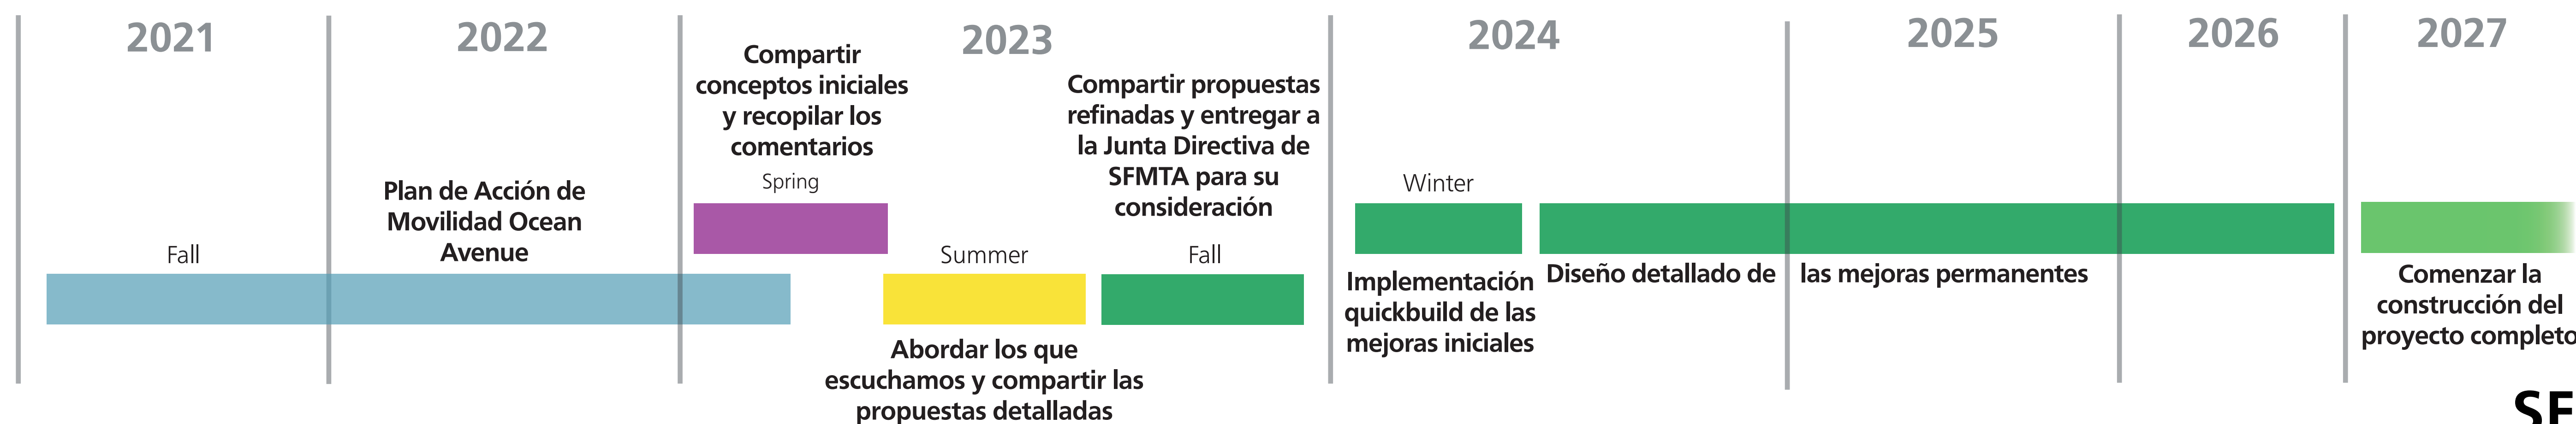 2021
2022
2023
2024
2025
2026
2027
Fall
Plan de Acción de
Movilidad Ocean
Avenue
Compartir
conceptos iniciales
y recopilar los
comentarios
Spring
Summer
Abordar los que
escuchamos y compartir las
propuestas detalladas
Compartir propuestas
refinadas y entregar a
la Junta Directiva de
SFMTA para su
consideración
Fall
Winter
Implementación
quickbuild de las
mejoras iniciales
Diseño detallado de las mejoras permanentes
Comenzar la
construcción del
proyecto completo